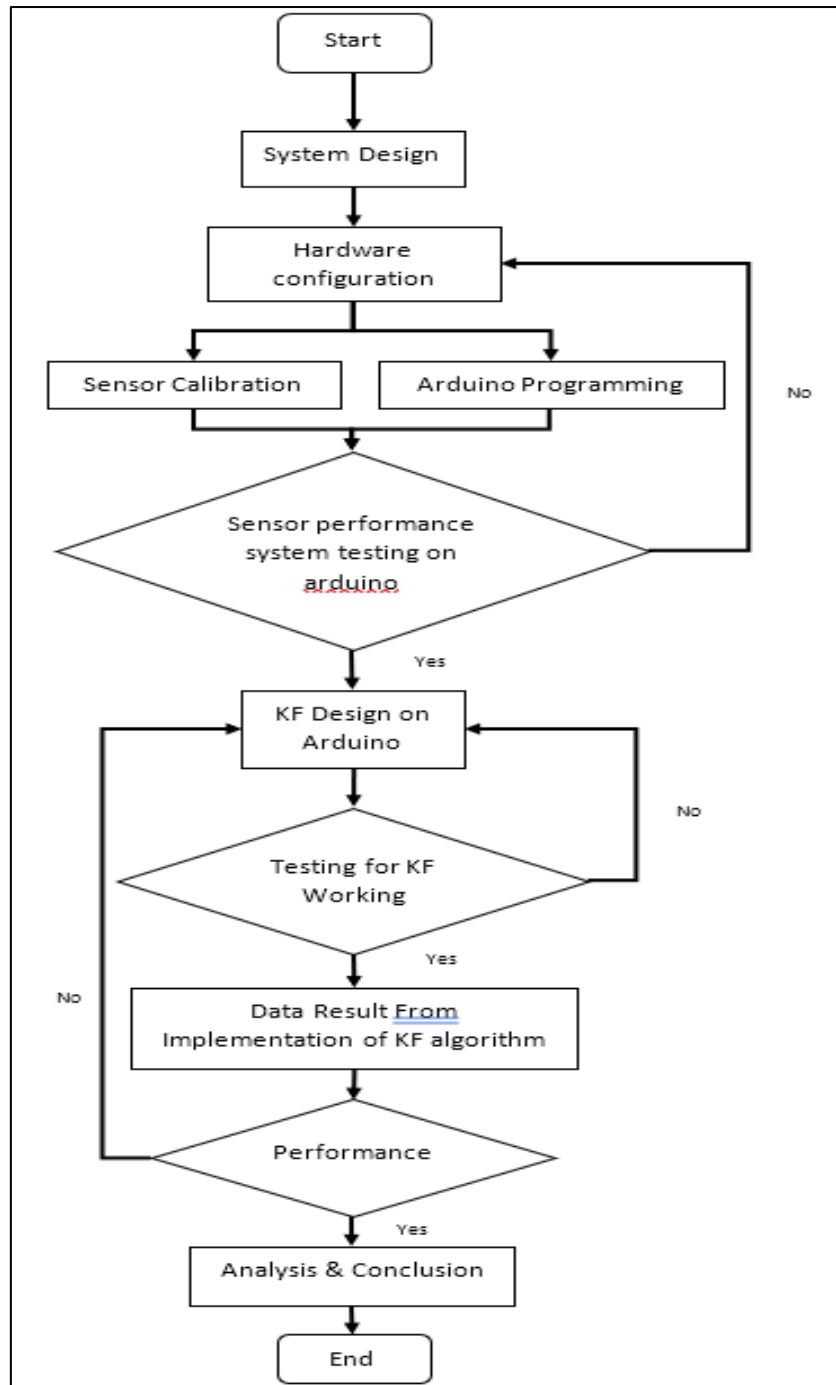 Start
System Design
Hardware
configuration
Sensor Calibration
Arduino Programming
No
Sensor performance
system testing on
arduino
Yes
KF Design on
Arduino
No
Testing for KF
Working
Yes
No
Data Result From
Implementation of KF algorithm
Performance
Yes
Analysis & Conclusion
End